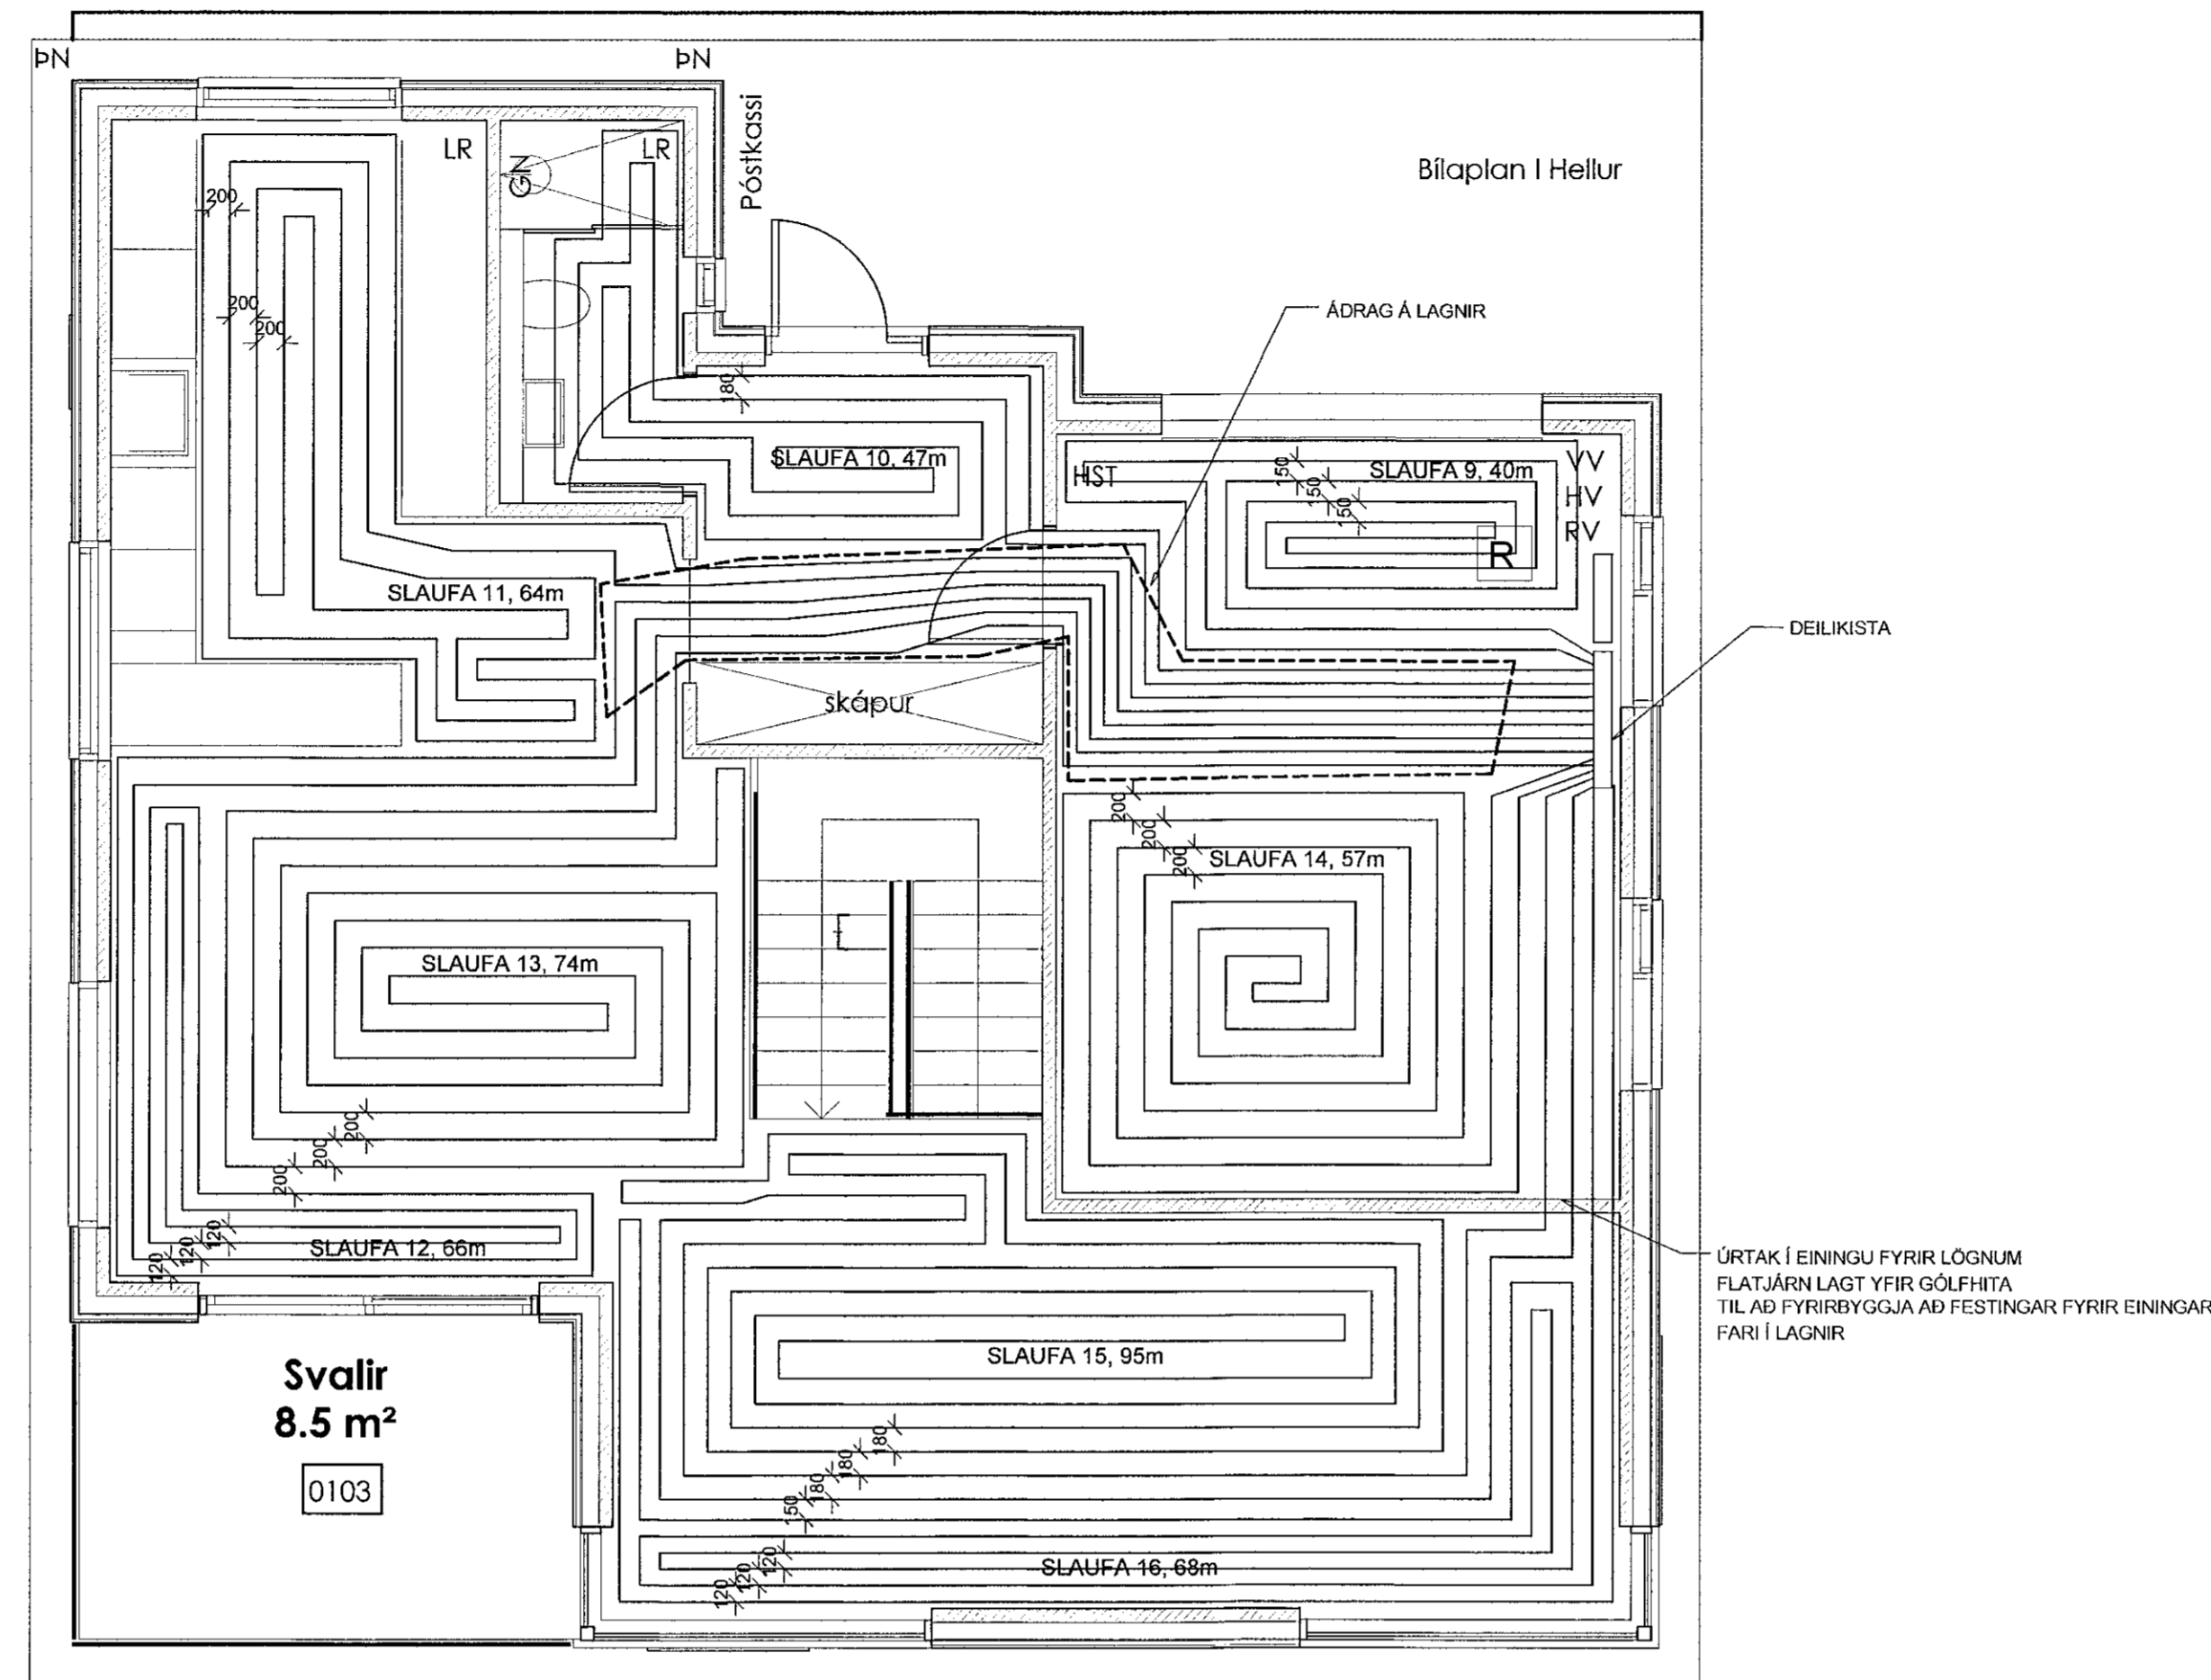 ÞN
ÞN
Póstkassi
LR
LR
NG
Bílaplan I Hellur
200
200
200
ÁDRAG Á LAGNIR
180
SLAUFA 10, 47m
HST
150
150
150
SLAUFA 9, 40m
VV
HV
RV
R
SLAUFA 11, 64m
DEILIKISTA
skápur
200
200
200
SLAUFA 14, 57m
SLAUFA 13, 74m
200
200
200
120
120
120
SLAUFA 12, 66m
ÚRTAK Í EININGU FYRIR LÖGNUM
FLATJÁRN LAGT YFIR GÓLFHITA
TIL AÐ FYRIRBYGGJA AÐ FESTINGAR FYRIR EININGAR
FARI Í LAGNIR
SLAUFA 15, 95m
Svalir
8.5 m²
0103
180
180
180
150
120
120
120
SLAUFA 16, 68m